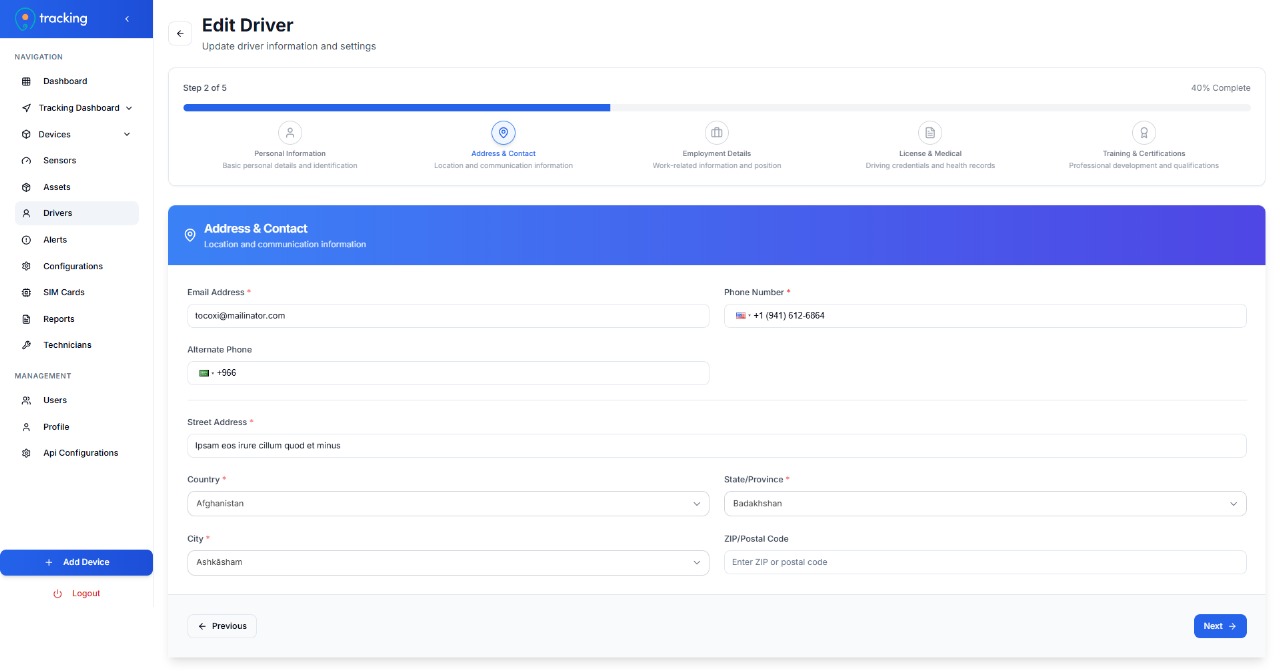 tracking
NAVIGATION
Dashboard
Tracking Dashboard
Devices
Sensors
Assets
Drivers
Alerts
Configurations
SIM Cards
Reports
Technicians
MANAGEMENT
Users
Profile
Api Configurations
+ Add Device
Logout
Edit Driver
Update driver information and settings
Step 2 of 5
40% Complete
Personal Information
Basic personal details and identification
Address & Contact
Location and communication information
Employment Details
Work-related information and position
License & Medical
Driving credentials and health records
Training & Certifications
Professional development and qualifications
Address & Contact
Location and communication information
Email Address *
tocoxi@mailinator.com
Phone Number *
+1 (941) 612-6864
Alternate Phone
+966
Street Address *
Ipsam eos irure cillum quod et minus
Country *
Afghanistan
State/Province *
Badakhshan
City *
Ashkāsham
ZIP/Postal Code
Enter ZIP or postal code
← Previous
Next →